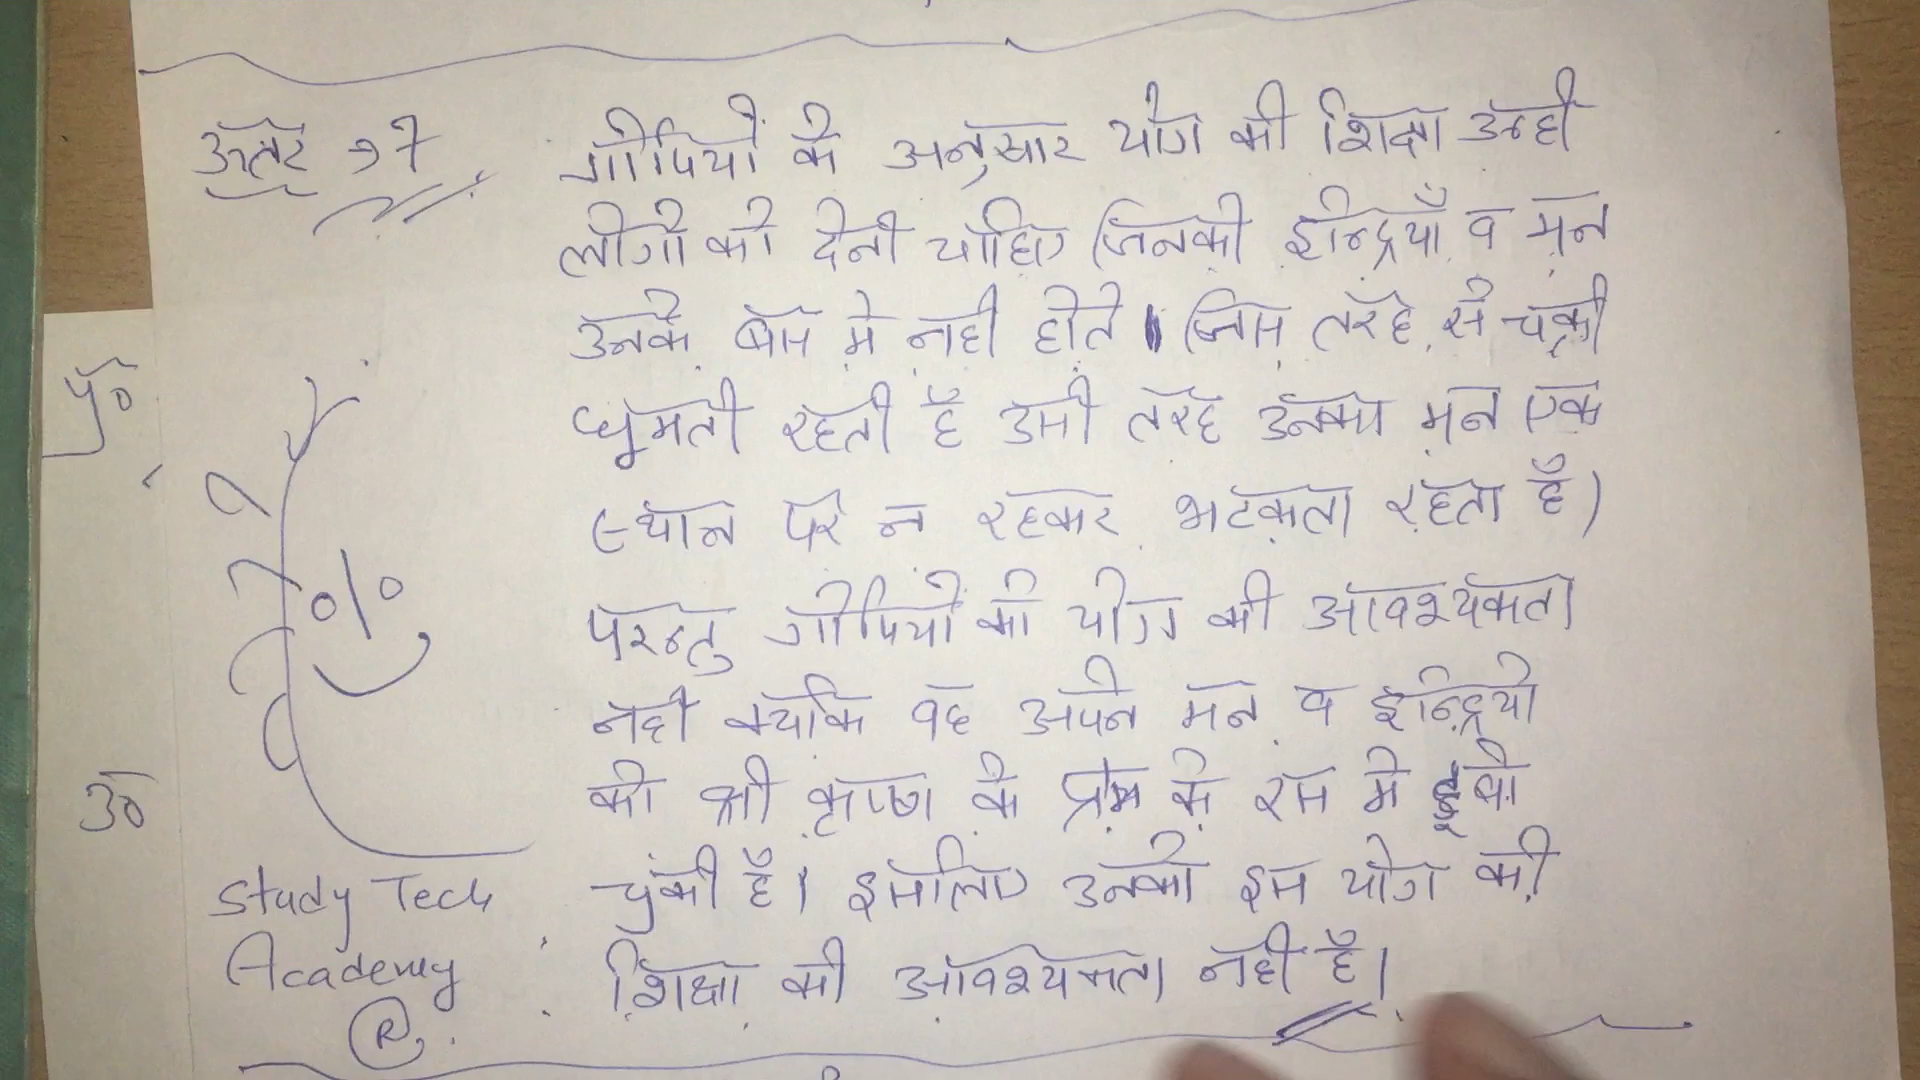 उत्तर → 7
गोपियों के अनुसार योग की शिक्षा उन्ही
लोगो को देनी चाहिए जिनकी इन्द्रियाँ व मन
उनके बस मे नही होते । जिस तरह से चक्री
घूमती रहती है उसी तरह उनका मन एक
स्थान पर न रहकर भटकता रहता है।
परन्तु गोपियों को योग की आवश्यकता
नही क्योंकि वह अपने मन व इन्द्रियो
को श्री कृष्ण के प्रेम के रस मे डूबो
चुकी है। इसलिए उनको इस योग की
शिक्षा की आवश्यकता नही है।
Study Tech
Academy
R
उ०